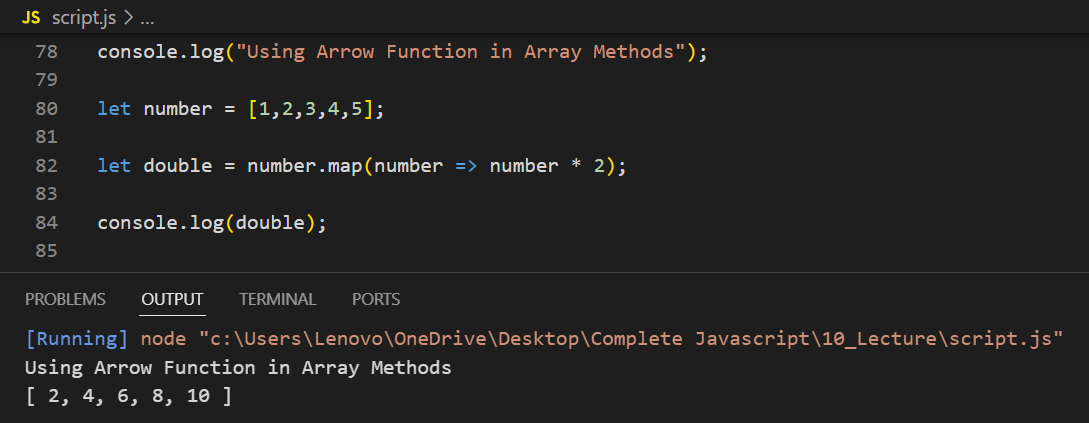 JS script.js > ...
78 console.log("Using Arrow Function in Array Methods");
79
80 let number = [1,2,3,4,5];
81
82 let double = number.map(number => number * 2);
83
84 console.log(double);
85
PROBLEMS OUTPUT TERMINAL PORTS
[Running] node "c:\Users\Lenovo\OneDrive\Desktop\Complete Javascript\10_Lecture\script.js"
Using Arrow Function in Array Methods
[ 2, 4, 6, 8, 10 ]